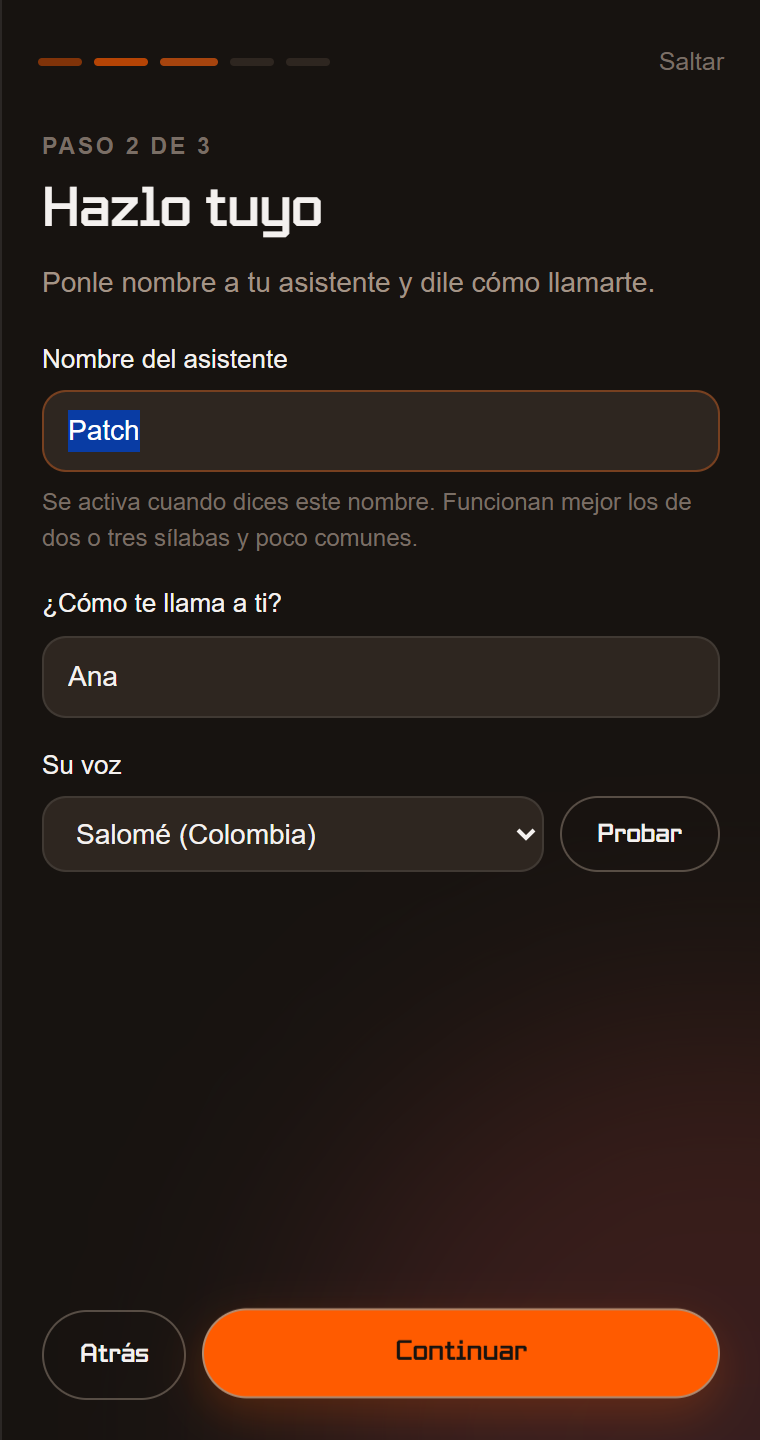 Saltar
PASO 2 DE 3
Hazlo tuyo
Ponle nombre a tu asistente y dile cómo llamarte.
Nombre del asistente
Patch
Se activa cuando dices este nombre. Funcionan mejor los de
dos o tres sílabas y poco comunes.
¿Cómo te llama a ti?
Ana
Su voz
Salomé (Colombia)
Probar
Atrás
Continuar